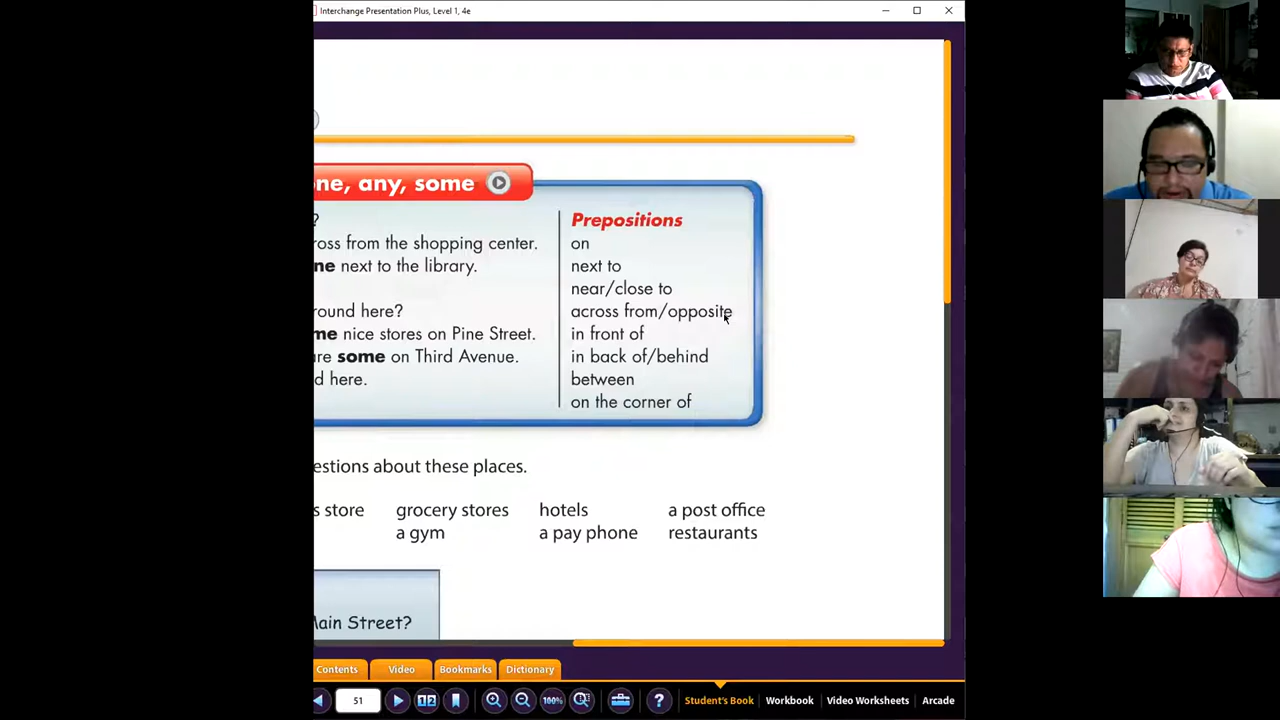 Interchange Presentation Plus, Level 1, 4e
ne, any, some
?
ross from the shopping center.
ne next to the library.
round here?
me nice stores on Pine Street.
re some on Third Avenue.
d here.
Prepositions
on
next to
near/close to
across from/opposite
in front of
in back of/behind
between
on the corner of
estions about these places.
s store grocery stores hotels a post office
a gym a pay phone restaurants
Main Street?
Contents Video Bookmarks Dictionary
51 1 2 100% ? Student's Book Workbook Video Worksheets Arcade